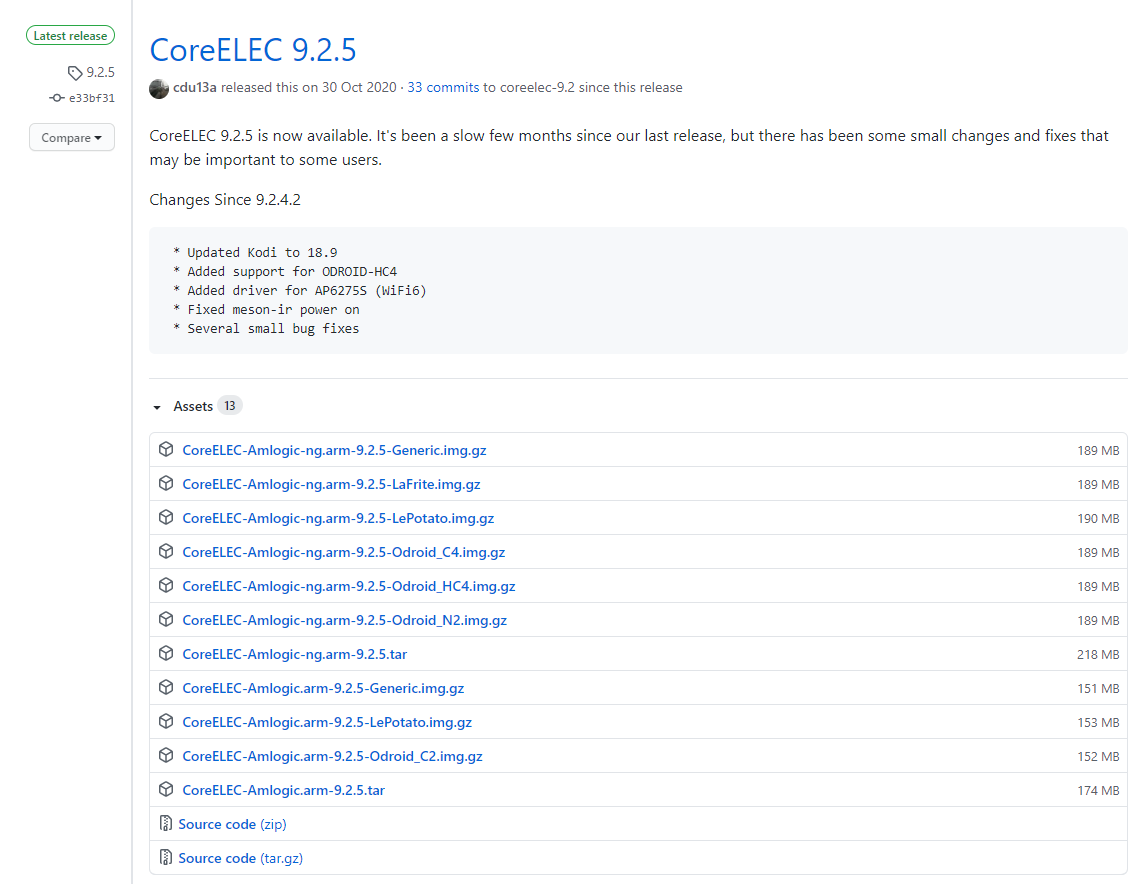 Latest release
9.2.5
e33bf31
Compare
CoreELEC 9.2.5
cdu13a released this on 30 Oct 2020 · 33 commits to coreelec-9.2 since this release
CoreELEC 9.2.5 is now available. It's been a slow few months since our last release, but there has been some small changes and fixes that
may be important to some users.
Changes Since 9.2.4.2
* Updated Kodi to 18.9
* Added support for ODROID-HC4
* Added driver for AP6275S (WiFi6)
* Fixed meson-ir power on
* Several small bug fixes
Assets 13
CoreELEC-Amlogic-ng.arm-9.2.5-Generic.img.gz 189 MB
CoreELEC-Amlogic-ng.arm-9.2.5-LaFrite.img.gz 189 MB
CoreELEC-Amlogic-ng.arm-9.2.5-LePotato.img.gz 190 MB
CoreELEC-Amlogic-ng.arm-9.2.5-Odroid_C4.img.gz 189 MB
CoreELEC-Amlogic-ng.arm-9.2.5-Odroid_HC4.img.gz 189 MB
CoreELEC-Amlogic-ng.arm-9.2.5-Odroid_N2.img.gz 189 MB
CoreELEC-Amlogic-ng.arm-9.2.5.tar 218 MB
CoreELEC-Amlogic.arm-9.2.5-Generic.img.gz 151 MB
CoreELEC-Amlogic.arm-9.2.5-LePotato.img.gz 153 MB
CoreELEC-Amlogic.arm-9.2.5-Odroid_C2.img.gz 152 MB
CoreELEC-Amlogic.arm-9.2.5.tar 174 MB
Source code (zip)
Source code (tar.gz)